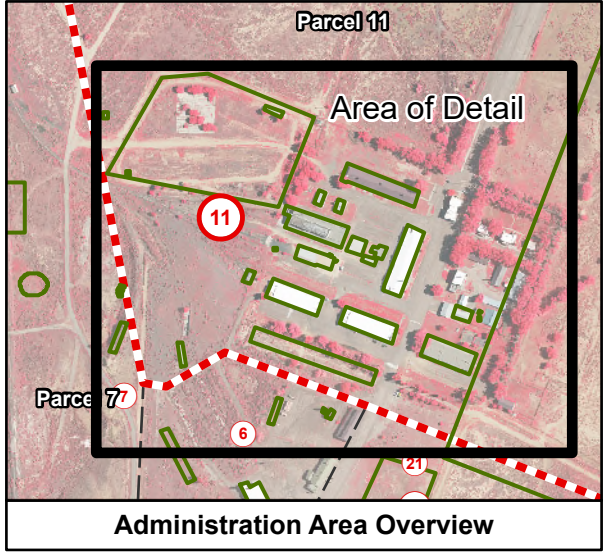 Parcel 11
Area of Detail
11
Parcel 7
7
6
21
Administration Area Overview